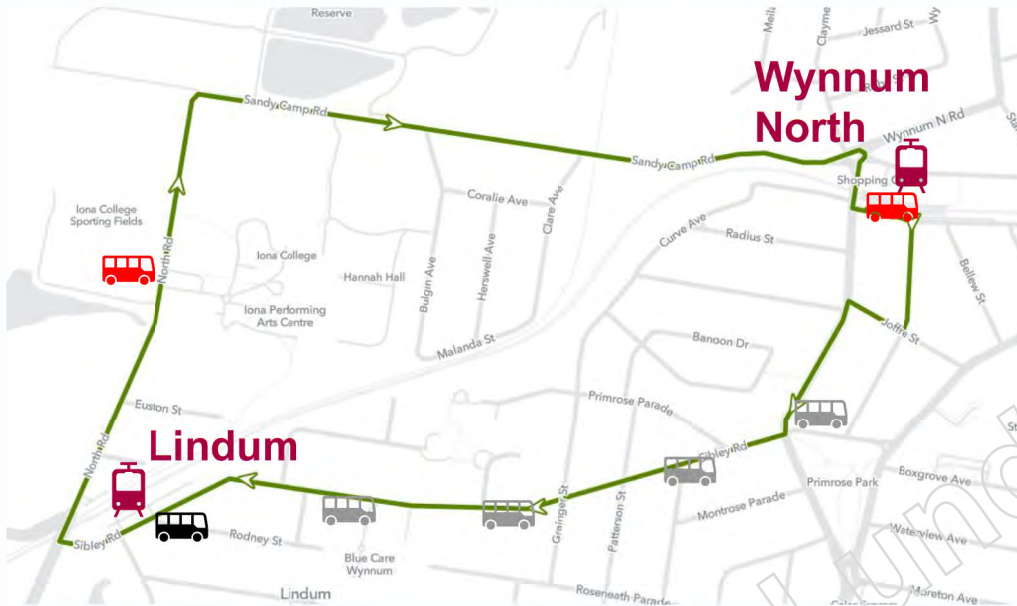 Reserve
Jessard St
Wynnum
North
Wynnum N Rd
Sandy Camp Rd
Sandy Camp Rd
Shopping
Coralie Ave
Clare Ave
Iona College
Sporting Fields
Curve Ave
Radius St
North Rd
Iona College
Hannah Hall
Bulgin Ave
Herswell Ave
Bellew St
Iona Performing
Arts Centre
Joffre St
Malanda St
Banoon Dr
Primrose Parade
Euston St
Lindum
North Rd
Sibley Rd
Boxgrove Ave
Primrose Park
Montrose Parade
Grainger St
Patterson St
Sibley Rd
Rodney St
Waterview Ave
Blue Care
Wynnum
Lindum
Roseneath Parade
Moreton Ave